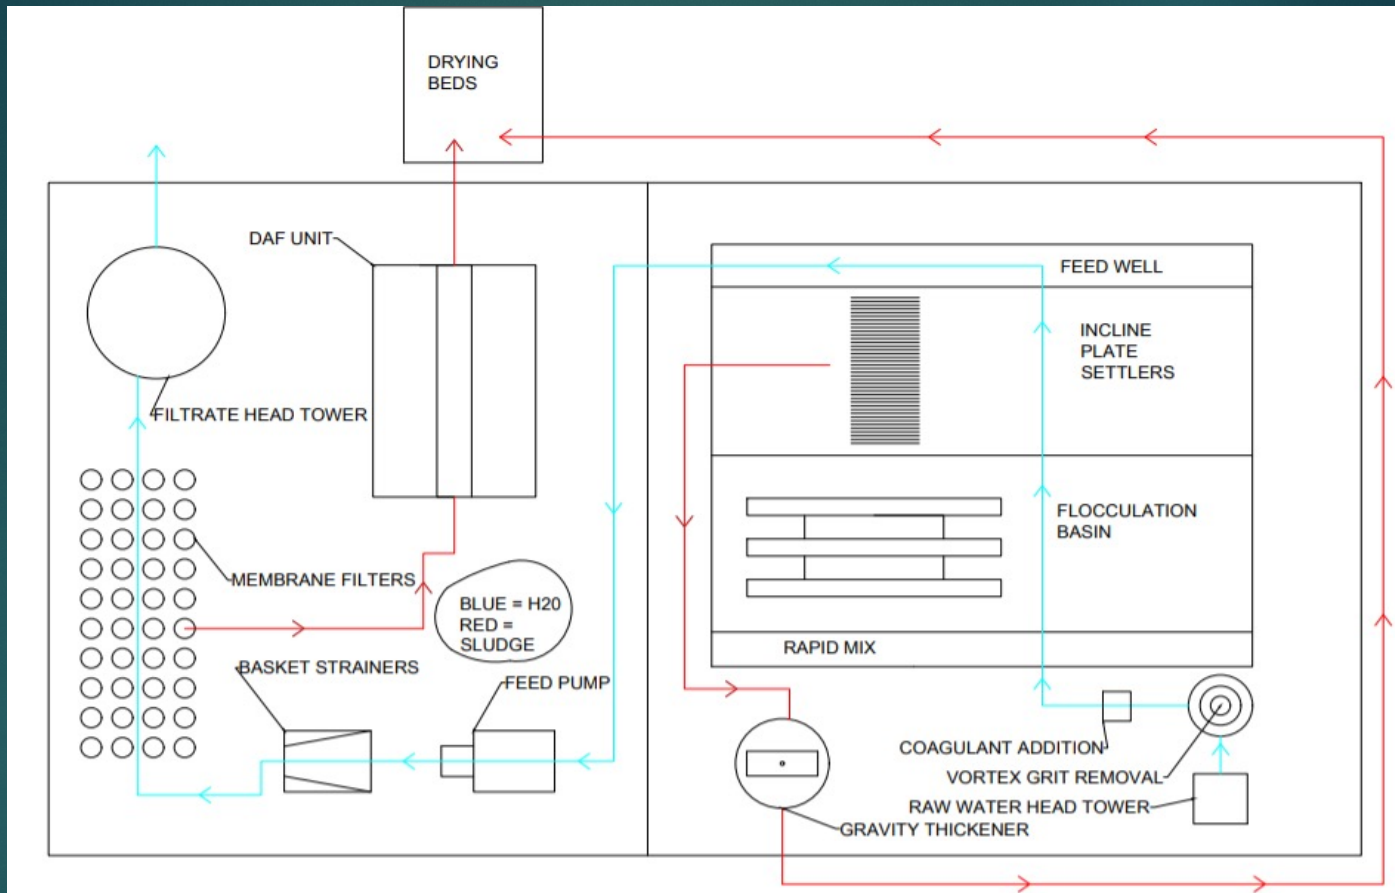 DRYING
BEDS
DAF UNIT
FEED WELL
INCLINE
PLATE
SETTLERS
FILTRATE HEAD TOWER
FLOCCULATION
BASIN
MEMBRANE FILTERS
BLUE = H20
RED =
SLUDGE
RAPID MIX
BASKET STRAINERS
FEED PUMP
COAGULANT ADDITION
VORTEX GRIT REMOVAL
RAW WATER HEAD TOWER
GRAVITY THICKENER